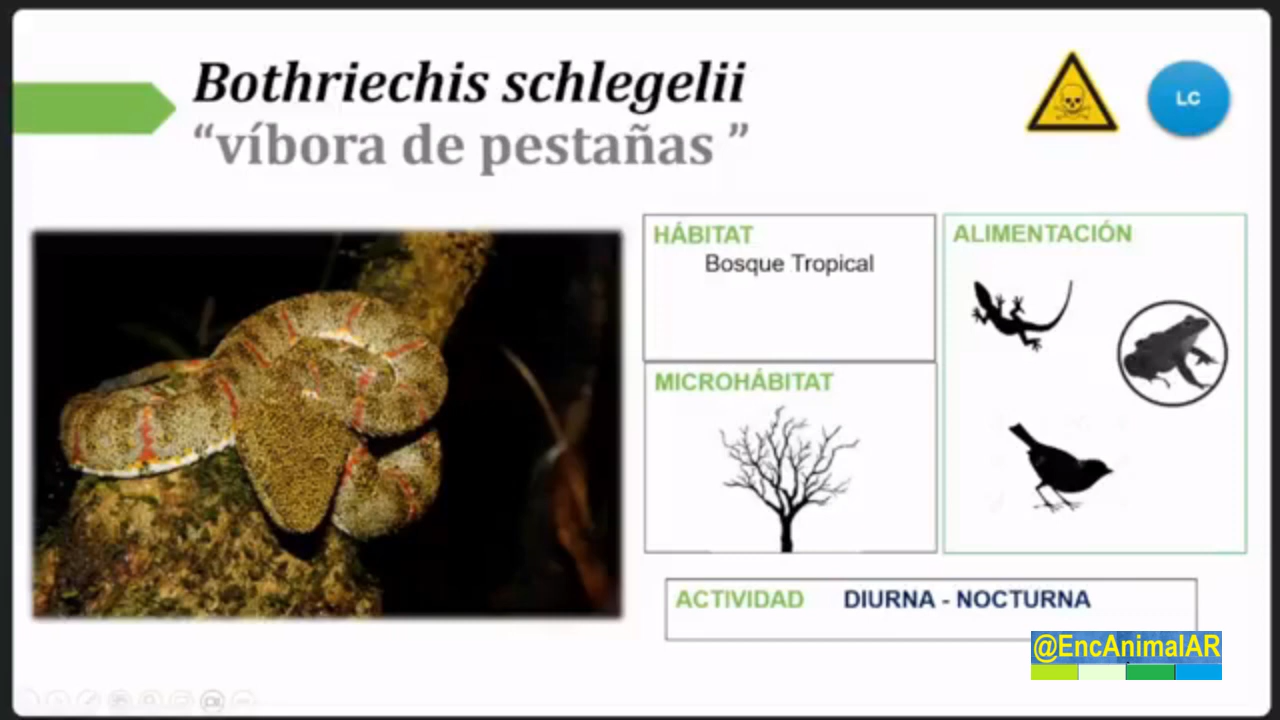 Bothriechis schlegelii
“víbora de pestañas ”
LC
HÁBITAT
Bosque Tropical
ALIMENTACIÓN
MICROHÁBITAT
ACTIVIDAD DIURNA - NOCTURNA
@EncAnimalAR